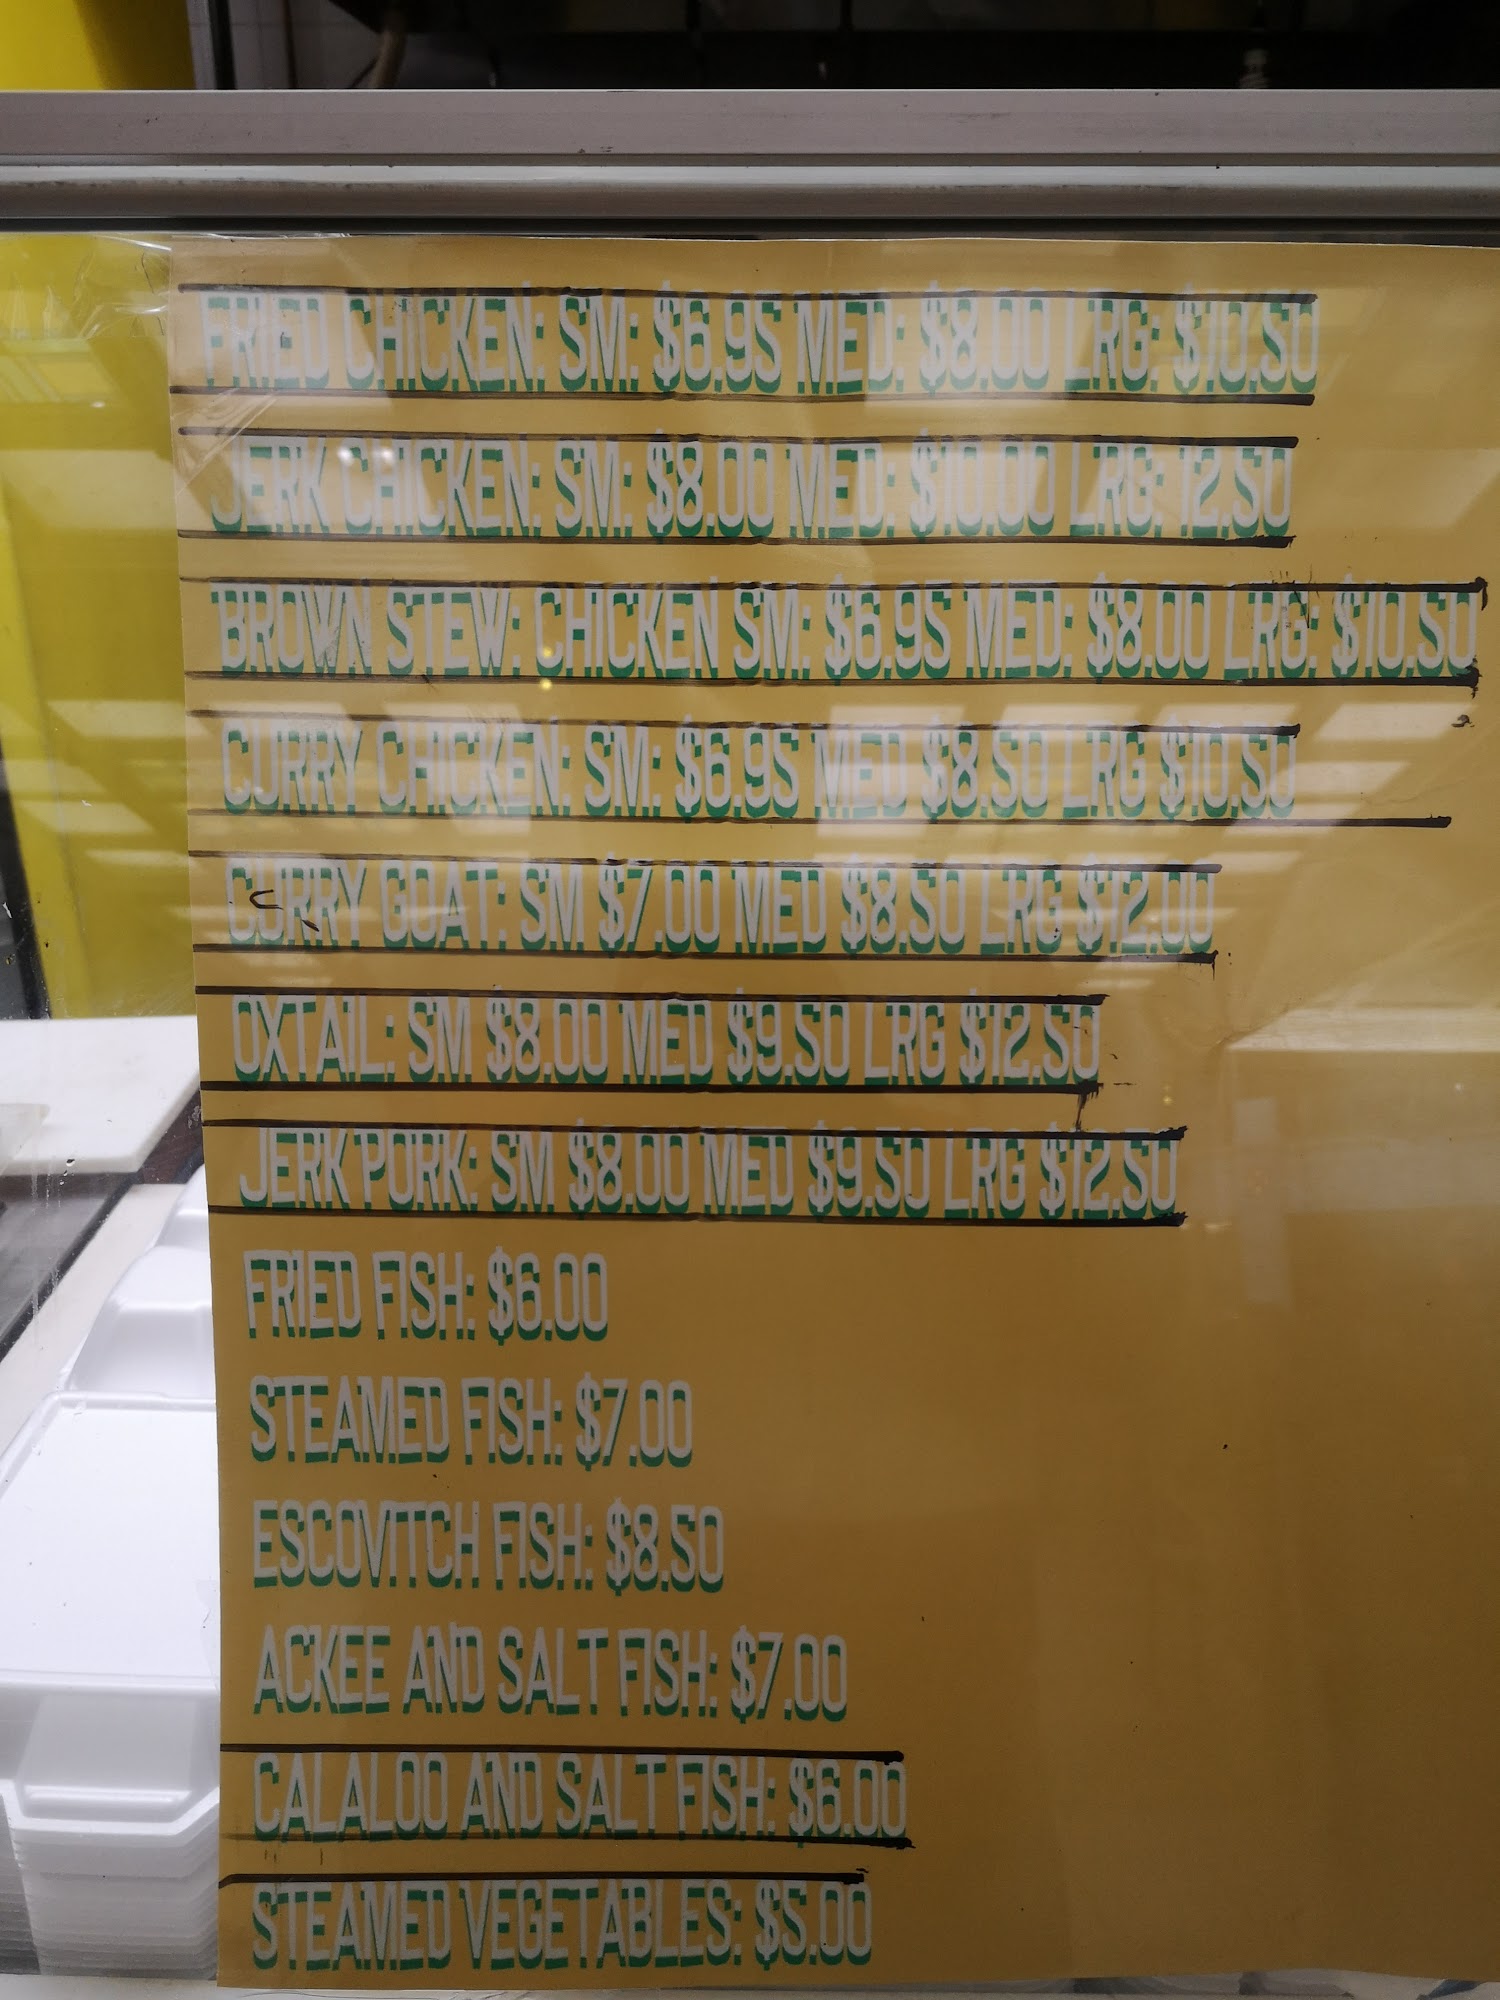 FRIED CHICKEN: SM: $6.95 MED: $8.00 LRG: $10.50
JERK CHICKEN: SM: $8.00 MED: $10.00 LRG: 12.50
BROWN STEW: CHICKEN SM: $6.95 MED: $8.00 LRG: $10.50
CURRY CHICKEN: SM: $6.95 MED $8.50 LRG $10.50
CURRY GOAT: SM $7.00 MED $8.50 LRG $12.00
OXTAIL: SM $8.00 MED $9.50 LRG $12.50
JERK PORK: SM $8.00 MED $9.50 LRG $12.50
FRIED FISH: $6.00
STEAMED FISH: $7.00
ESCOVITCH FISH: $8.50
ACKEE AND SALT FISH: $7.00
CALALOO AND SALT FISH: $6.00
STEAMED VEGETABLES: $5.00